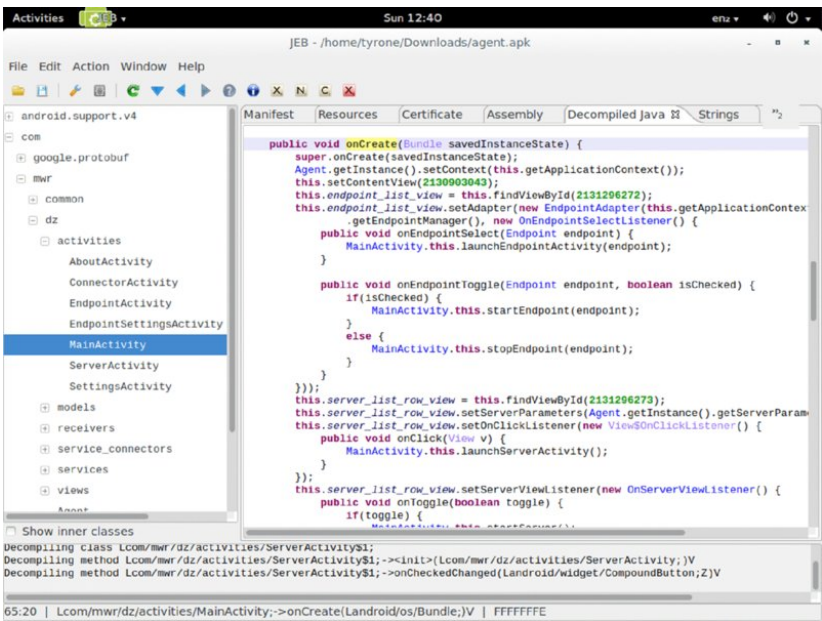 Activities JEB Sun 12:40 en2
JEB - /home/tyrone/Downloads/agent.apk
File Edit Action Window Help
android.support.v4
com
google.protobuf
mwr
common
dz
activities
AboutActivity
ConnectorActivity
EndpointActivity
EndpointSettingsActivity
MainActivity
ServerActivity
SettingsActivity
models
receivers
service_connectors
services
views
Agent
Show inner classes
Manifest Resources Certificate Assembly Decompiled Java Strings »2
public void onCreate(Bundle savedInstanceState) {
super.onCreate(savedInstanceState);
Agent.getInstance().setContext(this.getApplicationContext());
this.setContentView(2130903043);
this.endpoint_list_view = this.findViewById(2131296272);
this.endpoint_list_view.setAdapter(new EndpointAdapter(this.getApplicationContex
.getEndpointManager(), new OnEndpointSelectListener() {
public void onEndpointSelect(Endpoint endpoint) {
MainActivity.this.launchEndpointActivity(endpoint);
}
public void onEndpointToggle(Endpoint endpoint, boolean isChecked) {
if(isChecked) {
MainActivity.this.startEndpoint(endpoint);
}
else {
MainActivity.this.stopEndpoint(endpoint);
}
}
}));
this.server_list_row_view = this.findViewById(2131296273);
this.server_list_row_view.setServerParameters(Agent.getInstance().getServerParam
this.server_list_row_view.setOnClickListener(new View$OnClickListener() {
public void onClick(View v) {
MainActivity.this.launchServerActivity();
}
});
this.server_list_row_view.setServerViewListener(new OnServerViewListener() {
public void onToggle(boolean toggle) {
if(toggle) {
MainActivity.this.startServer();
Decompiling class Lcom/mwr/dz/activities/ServerActivity$1;
Decompiling method Lcom/mwr/dz/activities/ServerActivity$1;-><init>(Lcom/mwr/dz/activities/ServerActivity;)V
Decompiling method Lcom/mwr/dz/activities/ServerActivity$1;->onCheckedChanged(Landroid/widget/CompoundButton;Z)V
65:20 | Lcom/mwr/dz/activities/MainActivity;->onCreate(Landroid/os/Bundle;)V | FFFFFFFE